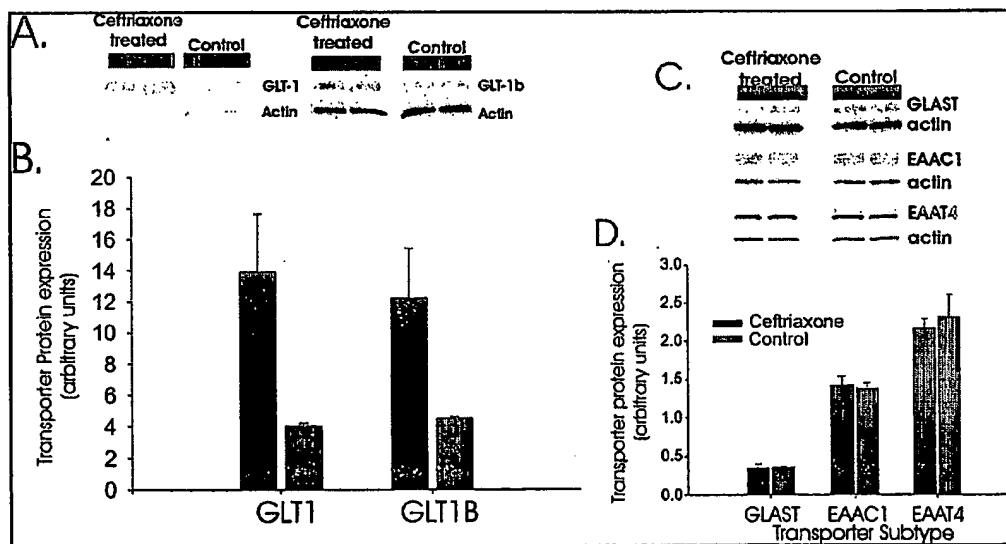 A.
Ceftriaxone
treated
Control
GLT-1
Actin
Ceftriaxone
treated
Control
GLT-1b
Actin
B.
Transporter Protein expression
(arbitrary units)
20
18
16
14
12
10
8
6
4
2
0
GLT1
GLT1B
C.
Ceftriaxone
treated
Control
GLAST
actin
EAAC1
actin
EAAT4
actin
D.
Transporter protein expression
(arbitrary units)
3.0
2.5
2.0
1.5
1.0
0.5
0.0
Ceftriaxone
Control
GLAST
EAAC1
EAAT4
Transporter Subtype